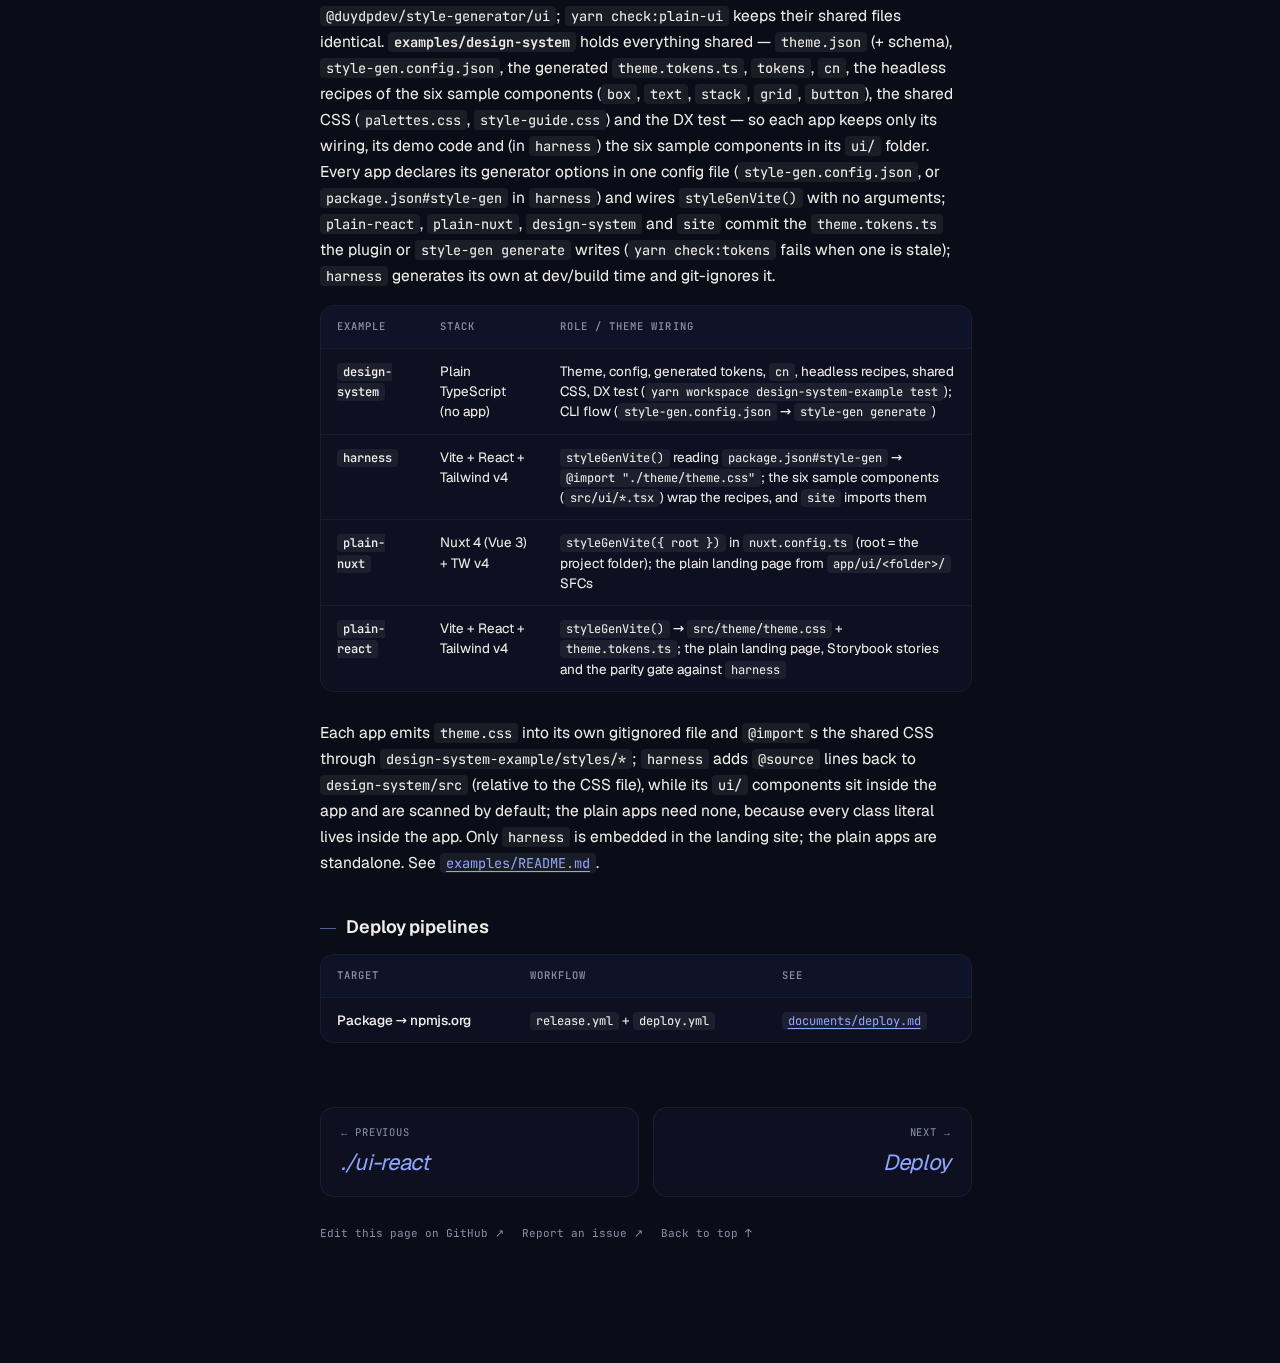 @duydpdev/style-generator/ui; yarn check:plain-ui keeps their shared files
identical. examples/design-system holds everything shared — theme.json (+ schema),
style-gen.config.json, the generated theme.tokens.ts, tokens, cn, the headless
recipes of the six sample components (box, text, stack, grid, button), the shared
CSS (palettes.css, style-guide.css) and the DX test — so each app keeps only its
wiring, its demo code and (in harness) the six sample components in its ui/ folder.
Every app declares its generator options in one config file (style-gen.config.json, or
package.json#style-gen in harness) and wires styleGenVite() with no arguments;
plain-react, plain-nuxt, design-system and site commit the theme.tokens.ts
the plugin or style-gen generate writes (yarn check:tokens fails when one is stale);
harness generates its own at dev/build time and git-ignores it.
EXAMPLE STACK ROLE / THEME WIRING
design- Plain Theme, config, generated tokens, cn, headless recipes, shared
system TypeScript CSS, DX test (yarn workspace design-system-example test);
(no app) CLI flow (style-gen.config.json → style-gen generate)
harness Vite + React + styleGenVite() reading package.json#style-gen →
Tailwind v4 @import "./theme/theme.css"; the six sample components
(src/ui/*.tsx) wrap the recipes, and site imports them
plain- Nuxt 4 (Vue 3) styleGenVite({ root }) in nuxt.config.ts (root = the
nuxt + TW v4 project folder); the plain landing page from app/ui/<folder>/
SFCs
plain- Vite + React + styleGenVite() → src/theme/theme.css +
react Tailwind v4 theme.tokens.ts; the plain landing page, Storybook stories
and the parity gate against harness
Each app emits theme.css into its own gitignored file and @imports the shared CSS
through design-system-example/styles/*; harness adds @source lines back to
design-system/src (relative to the CSS file), while its ui/ components sit inside the
app and are scanned by default; the plain apps need none, because every class literal
lives inside the app. Only harness is embedded in the landing site; the plain apps are
standalone. See examples/README.md.
— Deploy pipelines
TARGET WORKFLOW SEE
Package → npmjs.org release.yml + deploy.yml documents/deploy.md
← PREVIOUS NEXT →
./ui-react Deploy
Edit this page on GitHub ↗ Report an issue ↗ Back to top ↑